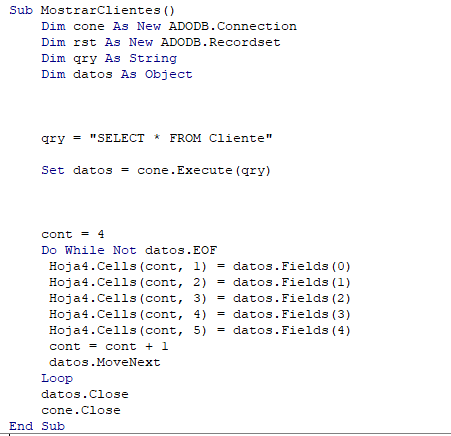 Sub MostrarClientes()
Dim cone As New ADODB.Connection
Dim rst As New ADODB.Recordset
Dim qry As String
Dim datos As Object
qry = "SELECT * FROM Cliente"
Set datos = cone.Execute(qry)
cont = 4
Do While Not datos.EOF
Hoja4.Cells(cont, 1) = datos.Fields(0)
Hoja4.Cells(cont, 2) = datos.Fields(1)
Hoja4.Cells(cont, 3) = datos.Fields(2)
Hoja4.Cells(cont, 4) = datos.Fields(3)
Hoja4.Cells(cont, 5) = datos.Fields(4)
cont = cont + 1
datos.MoveNext
Loop
datos.Close
cone.Close
End Sub